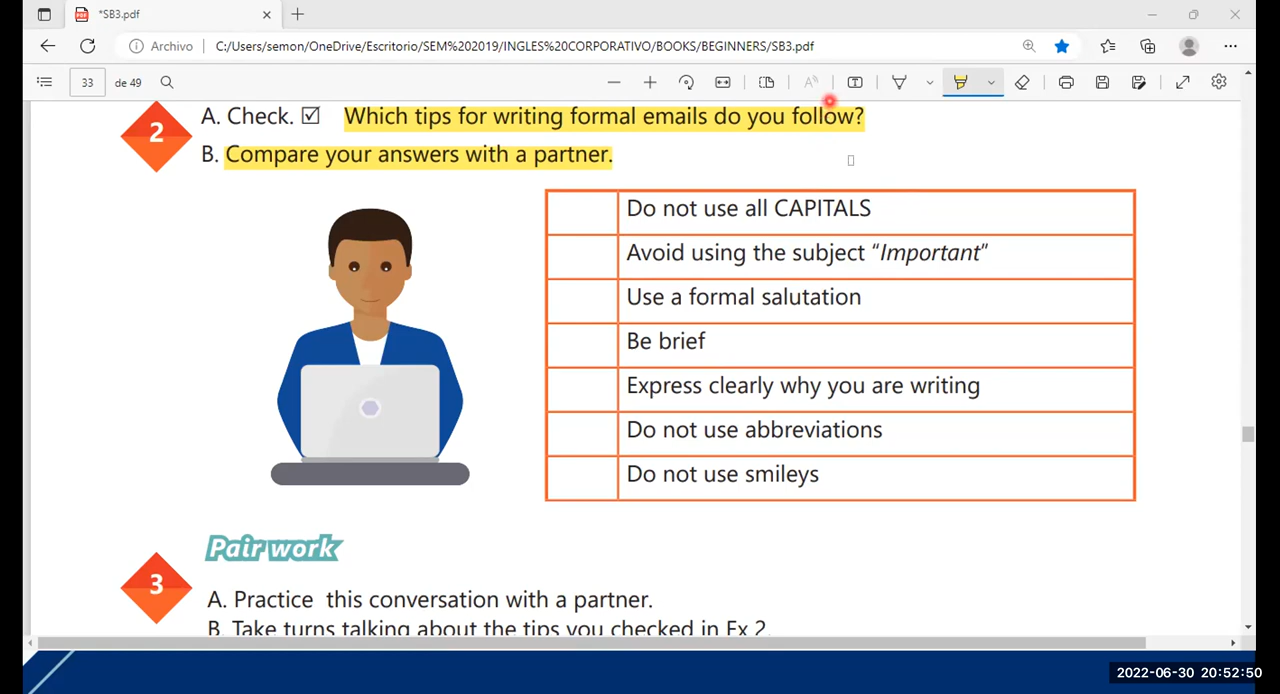 *SB3.pdf
Archivo C:/Users/semon/OneDrive/Escritorio/SEM%202019/INGLES%20CORPORATIVO/BOOKS/BEGINNERS/SB3.pdf
33 de 49
2
A. Check. ☑ Which tips for writing formal emails do you follow?
B. Compare your answers with a partner.
Do not use all CAPITALS
Avoid using the subject “Important”
Use a formal salutation
Be brief
Express clearly why you are writing
Do not use abbreviations
Do not use smileys
Pair work
3
A. Practice this conversation with a partner.
B. Take turns talking about the tips you checked in Ex 2.
2022-06-30 20:52:50